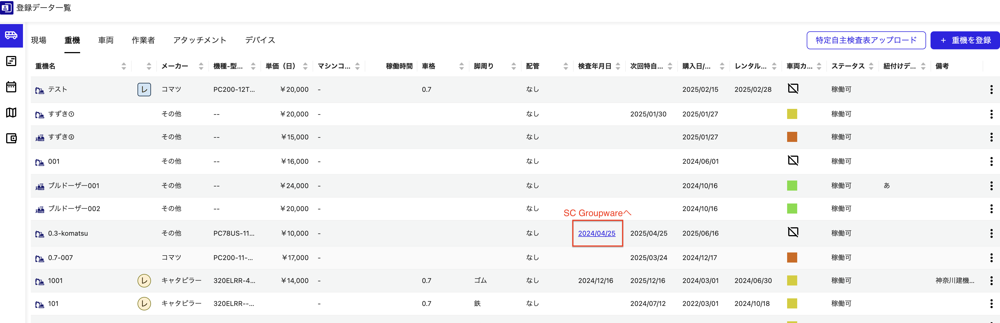 登録データ一覧
現場 重機 車両 作業者 アタッチメント デバイス 特定自主検査表アップロード + 重機を登録
重機名 メーカー 機種-型... 単価（日） マシンコ... 稼働時間 車格 脚周り 配管 検査年月日 次回特自... 購入日/... レンタル... 車両カ... ステータス 紐付けデ... 備考
テスト レ コマツ PC200-12T... ￥20,000 - 0.7 なし 2025/02/15 2025/02/28 稼働可
すずき① その他 -- ￥20,000 - なし 2025/01/30 2025/01/27 稼働可
すずき② その他 -- ￥15,000 - なし 2025/01/27 稼働可
001 その他 -- ￥16,000 - なし 2024/06/01 稼働可
ブルドーザー001 その他 -- ￥24,000 - なし 2024/10/16 稼働可 あ
ブルドーザー002 その他 -- ￥20,000 - なし 2024/10/16 稼働可
SC Groupwareへ
0.3-komatsu その他 PC78US-11... ￥10,000 - なし 2024/04/25 2025/04/25 2025/06/16 稼働可
0.7-007 コマツ PC200-11-... ￥17,000 - なし 2025/03/24 2024/12/17 稼働可
1001 レ キャタピラー 320ELRR-4... ￥14,000 - 0.7 ゴム なし 2024/12/16 2025/12/16 2024/03/01 2024/06/30 稼働可 神奈川建機...
101 レ キャタピラー 320ELRR--... - 0.7 鉄 なし 2024/07/12 2022/03/01 2024/10/18 稼働可